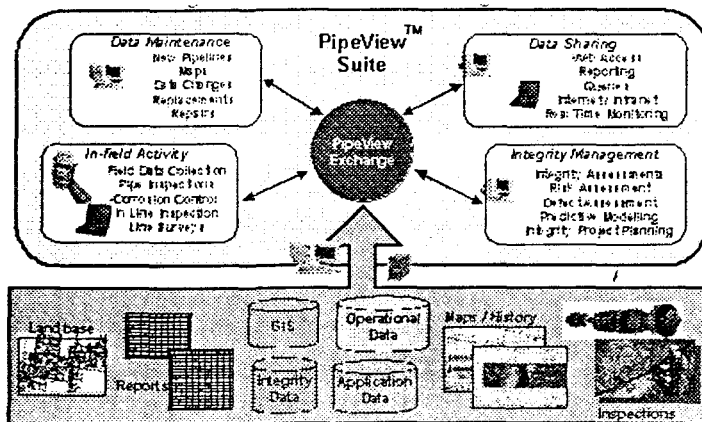 PipeView™
Suite
Data Maintenance
New Pipelines
Maps
Data Changes
Replacements
Repairs
Data Sharing
Web Access
Reporting
Queries
Internet/Intranet
Real Time Monitoring
PipeView
Exchange
In-field Activity
Field Data Collection
Pipe Inspections
Corrosion Control
In Line Inspection
Line Surveys
Integrity Management
Integrity Assessments
Risk Assessment
Defect Assessment
Predictive Modelling
Integrity Project Planning
Land base
Reports
GIS
Operational
Data
Integrity
Data
Application
Data
Maps / History
Inspections